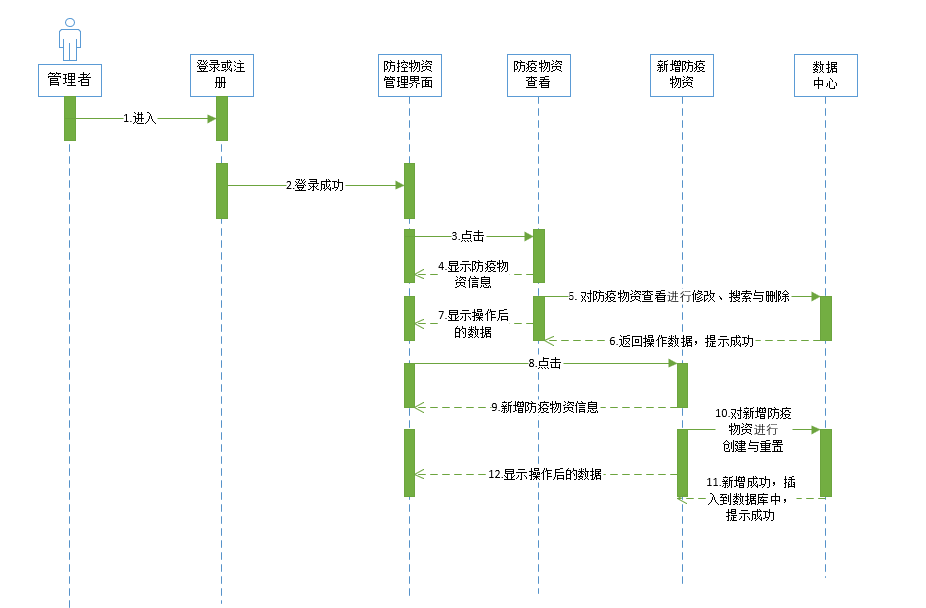 管理者
登录或注
册
防控物资
管理界面
防疫物资
查看
新增防疫
物资
数据
中心
1.进入
2.登录成功
3.点击
4.显示防疫物
资信息
5. 对防疫物资查看进行修改、搜索与删除
7.显示操作后
的数据
6.返回操作数据，提示成功
8.点击
9.新增防疫物资信息
10.对新增防疫
物资进行
创建与重置
12.显示操作后的数据
11.新增成功，插
入到数据库中，
提示成功